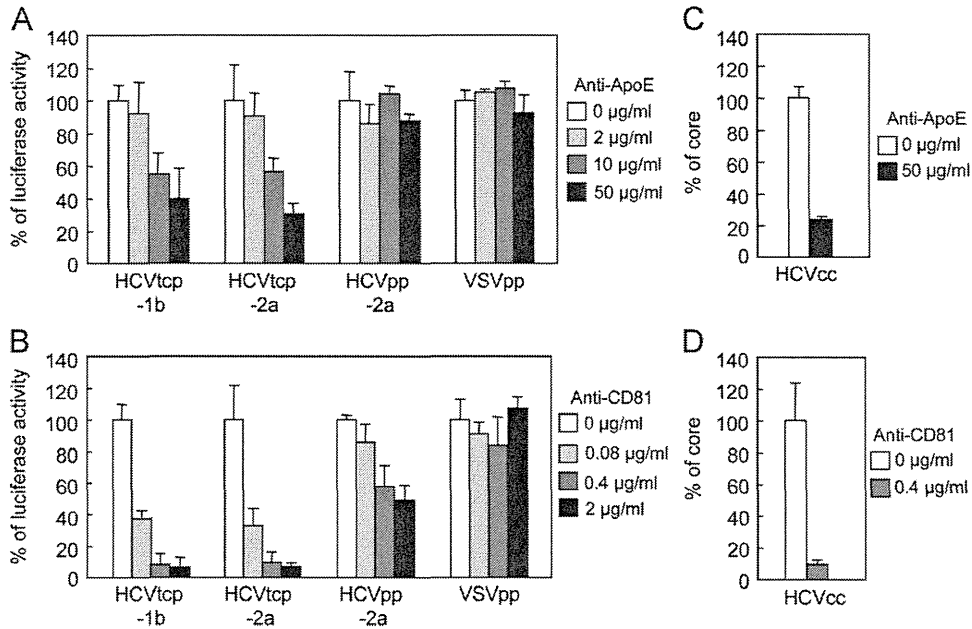 A
% of luciferase activity
140
120
100
80
60
40
20
0
HCVtcp
-1b
HCVtcp
-2a
HCVpp
-2a
VSVpp
Anti-ApoE
0 µg/ml
2 µg/ml
10 µg/ml
50 µg/ml
C
% of core
140
120
100
80
60
40
20
0
HCVcc
Anti-ApoE
0 µg/ml
50 µg/ml
B
% of luciferase activity
140
120
100
80
60
40
20
0
HCVtcp
-1b
HCVtcp
-2a
HCVpp
-2a
VSVpp
Anti-CD81
0 µg/ml
0.08 µg/ml
0.4 µg/ml
2 µg/ml
D
% of core
140
120
100
80
60
40
20
0
HCVcc
Anti-CD81
0 µg/ml
0.4 µg/ml